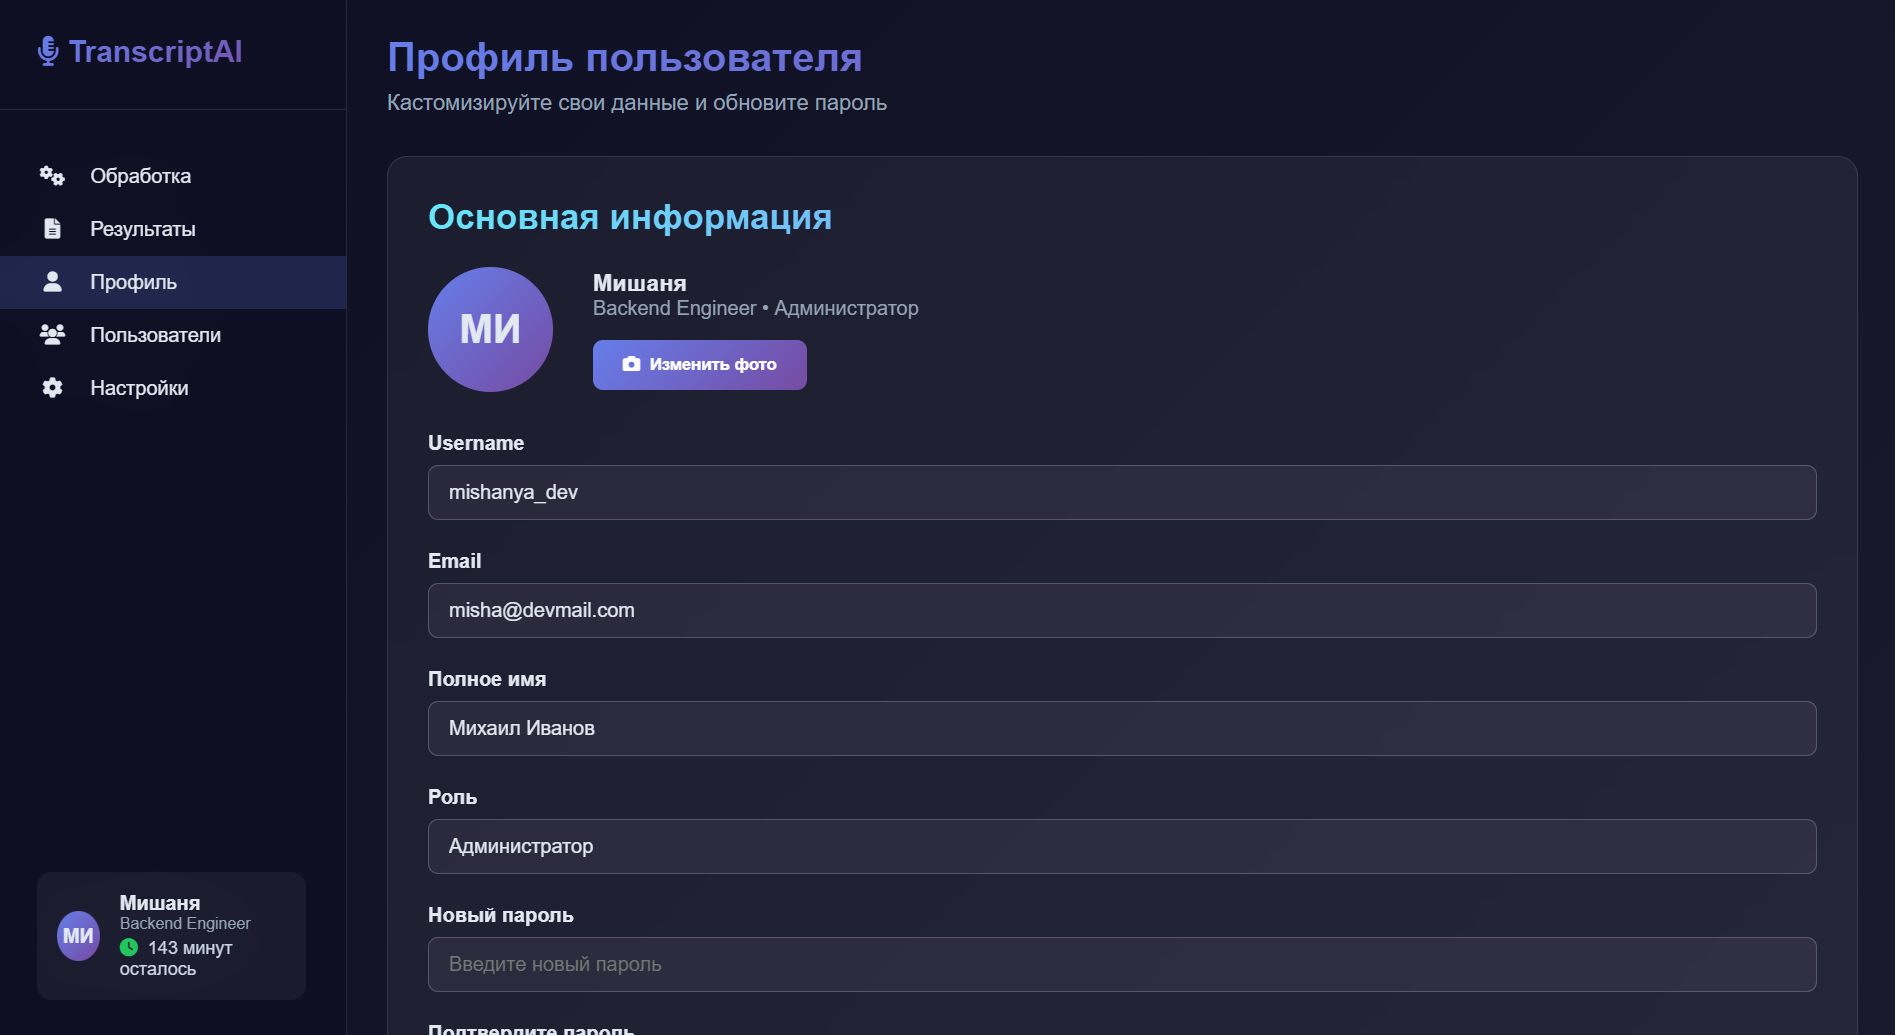 TranscriptAI
Обработка
Результаты
Профиль
Пользователи
Настройки
Мишаня
Backend Engineer
143 минут
осталось
Профиль пользователя
Кастомизируйте свои данные и обновите пароль
Основная информация
МИ
Мишаня
Backend Engineer • Администратор
Изменить фото
Username
mishanya_dev
Email
misha@devmail.com
Полное имя
Михаил Иванов
Роль
Администратор
Новый пароль
Введите новый пароль
Подтвердите пароль
МИ